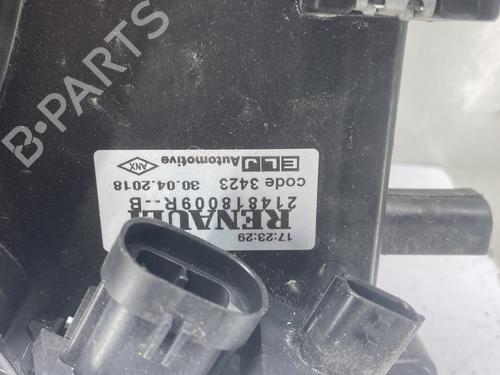 17:23:29
RENAULT
214818009R--B
code 3423 30.04.2018
ELJ Automotive ANX
B-PARTS